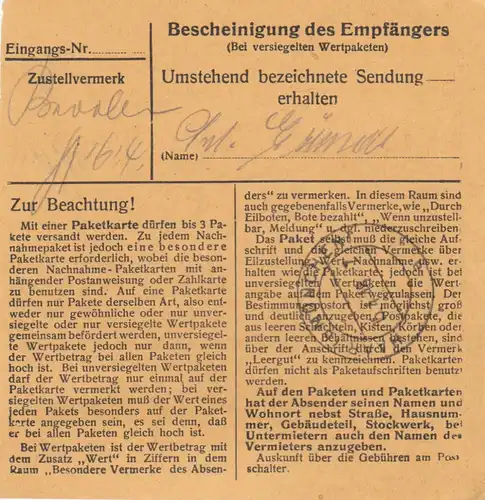 Eingangs-Nr.
Zustellvermerk
16.4.
Bescheinigung des Empfängers
(Bei versiegelten Wertpaketen)
Umstehend bezeichnete Sendung
erhalten
(Name)
Zur Beachtung!
Mit einer Paketkarte dürfen bis 3 Pa-
kete versandt werden. Zu jedem Nach-
nahmepaket ist jedoch eine besondere
Paketkarte erforderlich, wobei die beson-
deren Nachnahme-Paketkarten mit an-
hängender Postanweisung oder Zahlkarte
zu benutzen sind. Auf eine Paketkarte
dürfen nur Pakete derselben Art, also ent-
weder nur gewöhnliche oder nur unver-
siegelte oder nur versiegelte Wertpakete
gemeinsam befördert werden, unversiegel-
te Wertpakete jedoch nur dann, wenn
der Wertbetrag bei allen Paketen gleich
hoch ist. Bei unversiegelten Wertpaketen
darf der Wertbetrag nur einmal auf der
Paketkarte vermerkt werden; bei ver-
siegelten Wertpaketen muß der Wert eines
jeden Pakets besonders auf der Paket-
karte angegeben sein, es sei denn, daß
er bei allen Paketen gleich hoch ist.
Bei Wertpaketen ist der Wertbetrag mit
dem Zusatz „Wert" in Ziffern in dem
Raum „Besondere Vermerke des Absen-
ders" zu vermerken. In diesem Raum sind
auch gegebenenfalls Vermerke, wie „Durch
Eilboten, Bote bezahlt", „Wenn unzustell-
bar, Meldung" u. dgl. niederzuschreiben.
Das Paket selbst muß die gleiche Auf-
schrift und die gleichen Vermerke über
Eilzustellung, Wert, Nachnahme usw. er-
halten wie die Paketkarte; jedoch ist bei
unversiegelten Wertpaketen die Wert-
angabe auf dem Paket wegzulassen. Der
Bestimmungsort ist möglichst groß
und deutlich
aus leeren Säcken, Kisten, Körben oder
anderen leeren Behältnissen bestehen, sind
über der Anschrift durch den Vermerk
„Leergut" zu kennzeichnen. Paketkarten
dürfen nicht als Paketaufschriften benutzt
werden.
Auf den Paketen und Paketkarten
hat der Absender seinen Namen und
Wohnort nebst Straße, Hausnum-
mer, Gebäudeteil, Stockwerk, bei
Untermietern auch den Namen des
Vermieters anzugeben.
Auskunft über die Gebühren am Post
schalter.